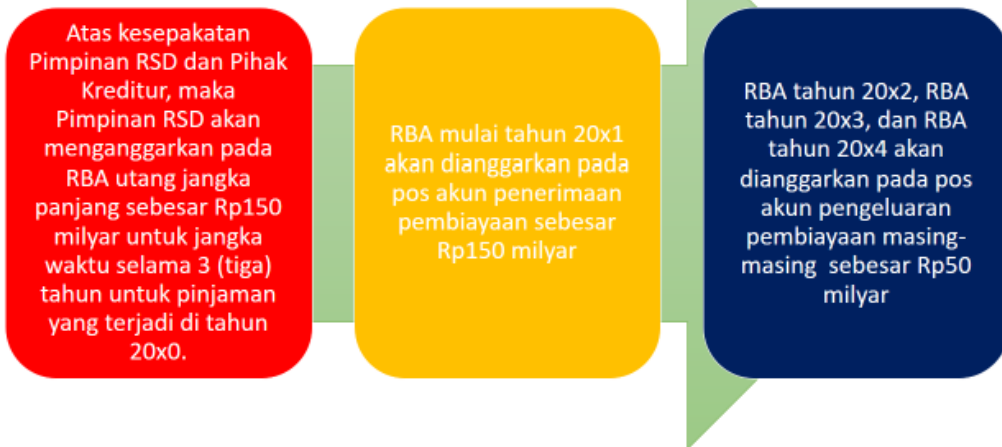 Atas kesepakatan
Pimpinan RSD dan Pihak
Kreditur, maka
Pimpinan RSD akan
menganggarkan pada
RBA utang jangka
panjang sebesar Rp150
milyar untuk jangka
waktu selama 3 (tiga)
tahun untuk pinjaman
yang terjadi di tahun
20x0.
RBA mulai tahun 20x1
akan dianggarkan pada
pos akun penerimaan
pembiayaan sebesar
Rp150 milyar
RBA tahun 20x2, RBA
tahun 20x3, dan RBA
tahun 20x4 akan
dianggarkan pada pos
akun pengeluaran
pembiayaan masing-
masing sebesar Rp50
milyar